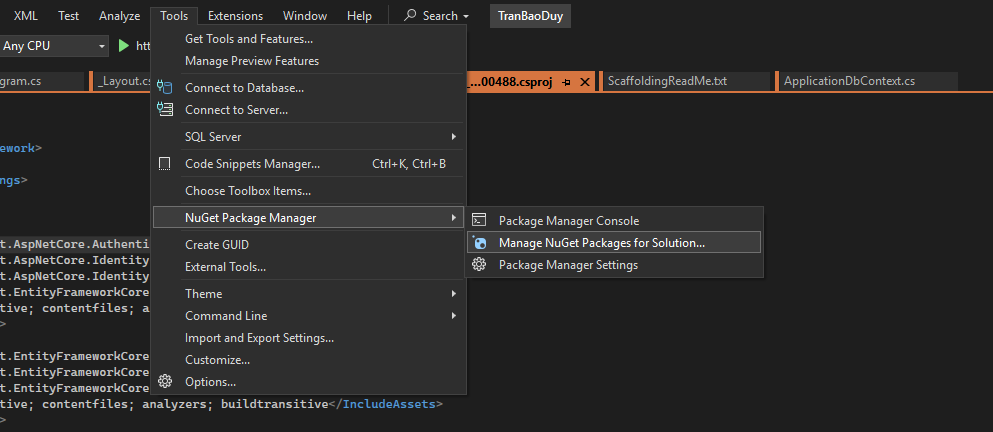 XML Test Analyze Tools Extensions Window Help Search TranBaoDuy
Any CPU
gram.cs _Layout.cs _...00488.csproj ScaffoldingReadMe.txt ApplicationDbContext.cs
Get Tools and Features...
Manage Preview Features
Connect to Database...
Connect to Server...
SQL Server
Code Snippets Manager... Ctrl+K, Ctrl+B
Choose Toolbox Items...
NuGet Package Manager
Create GUID
External Tools...
Theme
Command Line
Import and Export Settings...
Customize...
Options...
Package Manager Console
Manage NuGet Packages for Solution...
Package Manager Settings
ework>
ngs>
t.AspNetCore.Authenti
t.AspNetCore.Identity
t.AspNetCore.Identity
t.EntityFrameworkCore
tive; contentfiles; a
>
t.EntityFrameworkCore
t.EntityFrameworkCore
t.EntityFrameworkCore
tive; contentfiles; analyzers; buildtransitive</IncludeAssets>
>